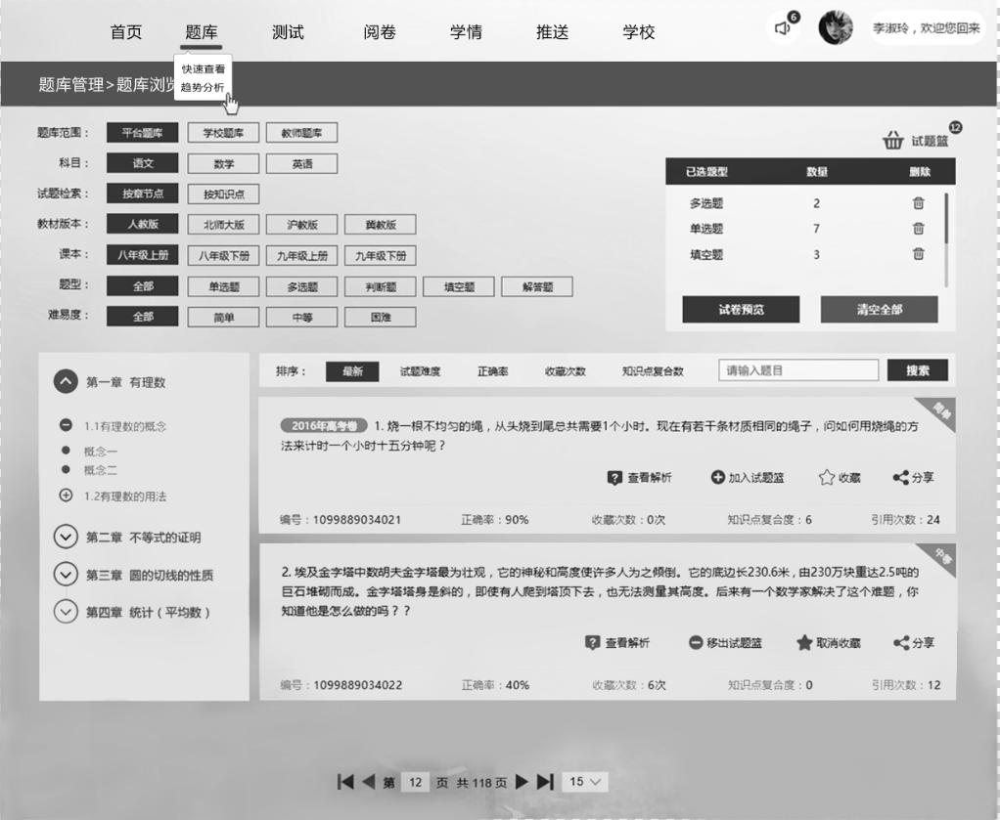 首页 题库 测试 阅卷 学情 推送 学校 6 李淑玲，欢迎您回来
快速查看
趋势分析
题库管理>题库浏览
题库范围： 平台题库 学校题库 教师题库
科目： 语文 数学 英语
试题检索： 按章节点 按知识点
教材版本： 人教版 北师大版 沪教版 冀教版
课本： 八年级上册 八年级下册 九年级上册 九年级下册
题型： 全部 单选题 多选题 判断题 填空题 解答题
难易度： 全部 简单 中等 困难
试题篮 12
已选题型 数量 删除
多选题 2
单选题 7
填空题 3
试卷预览 清空全部
第一章 有理数
1.1有理数的概念
概念一
概念二
1.2有理数的用法
第二章 不等式的证明
第三章 圆的切线的性质
第四章 统计（平均数）
排序： 最新 试题难度 正确率 收藏次数 知识点复合数 请输入题目 搜索
简单
2016年高考卷 1. 烧一根不均匀的绳，从头烧到尾总共需要1个小时。现在有若干条材质相同的绳子，问如何用烧绳的方
法来计时一个小时十五分钟呢？
查看解析 加入试题篮 收藏 分享
编号：1099889034021 正确率：90% 收藏次数：0次 知识点复合度：6 引用次数：24
中等
2. 埃及金字塔中数胡夫金字塔最为壮观，它的神秘和高度使许多人为之倾倒。它的底边长230.6米，由230万块重达2.5吨的
巨石堆砌而成。金字塔塔身是斜的，即使有人爬到塔顶下去，也无法测量其高度。后来有一个数学家解决了这个难题，你
知道他是怎么做的吗？？
查看解析 移出试题篮 取消收藏 分享
编号：1099889034022 正确率：40% 收藏次数：6次 知识点复合度：0 引用次数：12
第 12 页 共 118 页 15